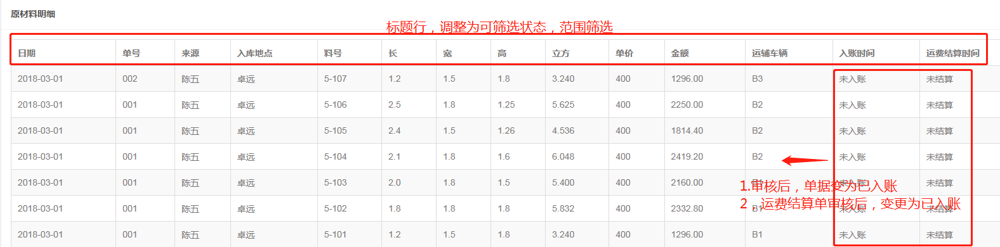 原材料明细
标题行，调整为可筛选状态，范围筛选
日期 单号 来源 入库地点 料号 长 宽 高 立方 单价 金额 运辅车辆 入账时间 运费结算时间
2018-03-01 002 陈五 卓远 5-107 1.2 1.5 1.8 3.240 400 1296.00 B3 未入账 未结算
2018-03-01 001 陈五 卓远 5-106 2.5 1.8 1.25 5.625 400 2250.00 B2 未入账 未结算
2018-03-01 001 陈五 卓远 5-105 2.4 1.5 1.26 4.536 400 1814.40 B2 未入账 未结算
2018-03-01 001 陈五 卓远 5-104 2.1 1.8 1.6 6.048 400 2419.20 B2 未入账 未结算
2018-03-01 001 陈五 卓远 5-103 2.0 1.8 1.5 5.400 400 2160.00 B1 未入账 未结算
1.审核后，单据变为已入账
2，运费结算单审核后，变更为已入账
2018-03-01 001 陈五 卓远 5-102 1.8 1.8 1.8 5.832 400 2332.80 B1 未入账 未结算
2018-03-01 001 陈五 卓远 5-101 1.2 1.5 1.8 3.240 400 1296.00 B1 未入账 未结算